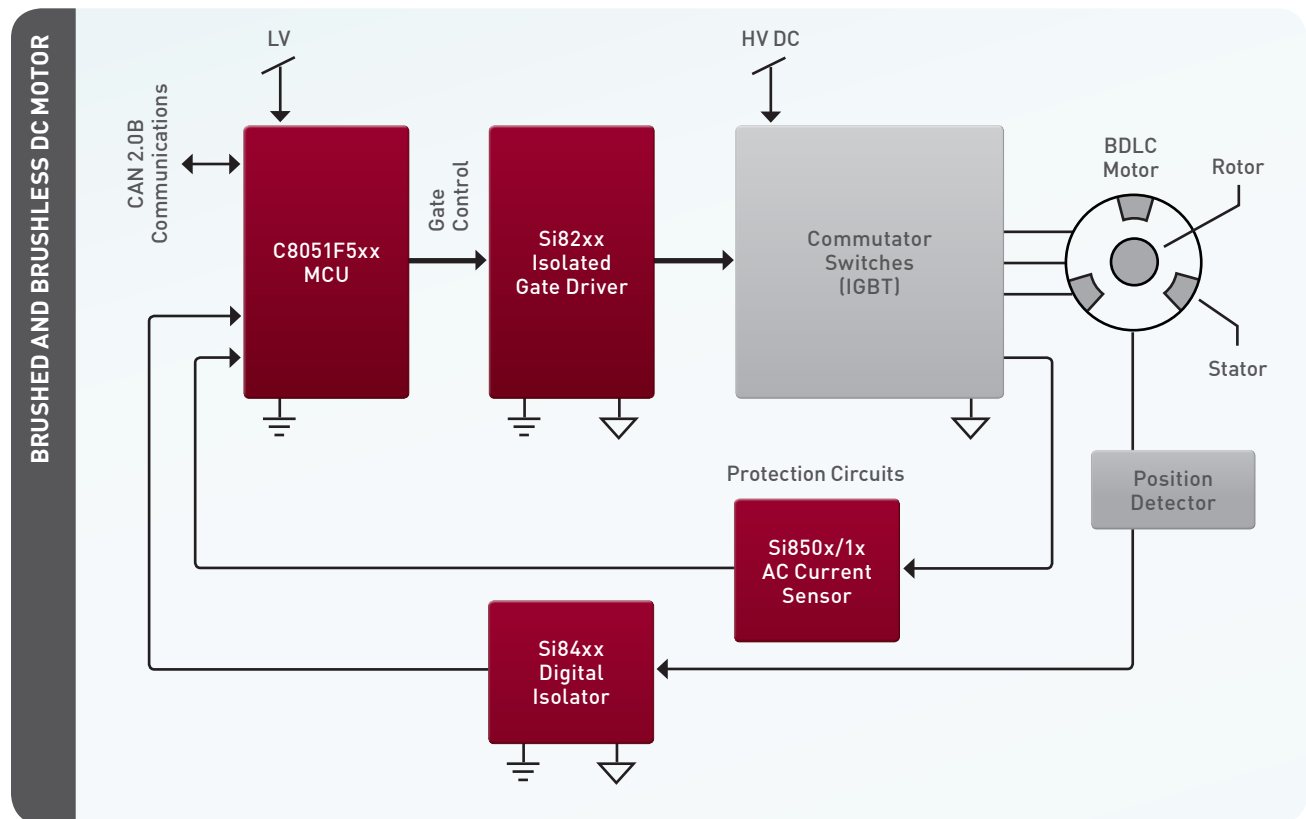 BRUSHED AND BRUSHLESS DC MOTOR
LV
HV DC
CAN 2.0B
Communications
C8051F5xx
MCU
Gate
Control
Si82xx
Isolated
Gate Driver
Commutator
Switches
(IGBT)
BDLC
Motor
Rotor
Stator
Position
Detector
Protection Circuits
Si850x/1x
AC Current
Sensor
Si84xx
Digital
Isolator